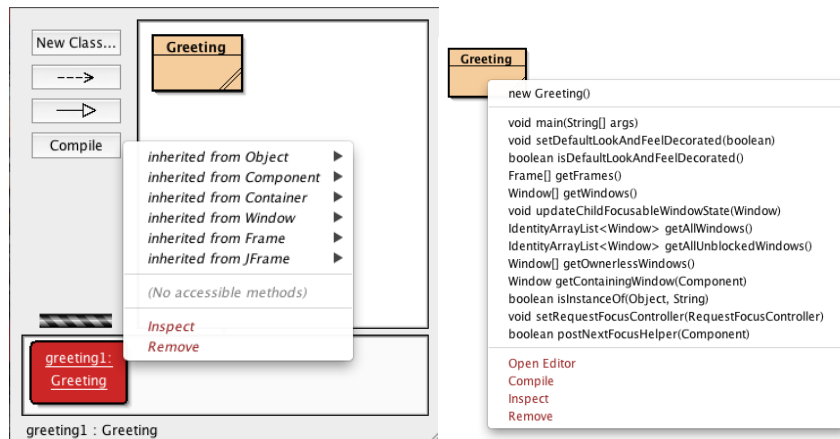 New Class...
Compile
Greeting
inherited from Object
inherited from Component
inherited from Container
inherited from Window
inherited from Frame
inherited from JFrame
(No accessible methods)
Inspect
Remove
greeting1:
Greeting
greeting1 : Greeting
Greeting
new Greeting()
void main(String[] args)
void setDefaultLookAndFeelDecorated(boolean)
boolean isDefaultLookAndFeelDecorated()
Frame[] getFrames()
Window[] getWindows()
void updateChildFocusableWindowState(Window)
IdentityArrayList<Window> getAllWindows()
IdentityArrayList<Window> getAllUnblockedWindows()
Window[] getOwnerlessWindows()
Window getContainingWindow(Component)
boolean isInstanceOf(Object, String)
void setRequestFocusController(RequestFocusController)
boolean postNextFocusHelper(Component)
Open Editor
Compile
Inspect
Remove